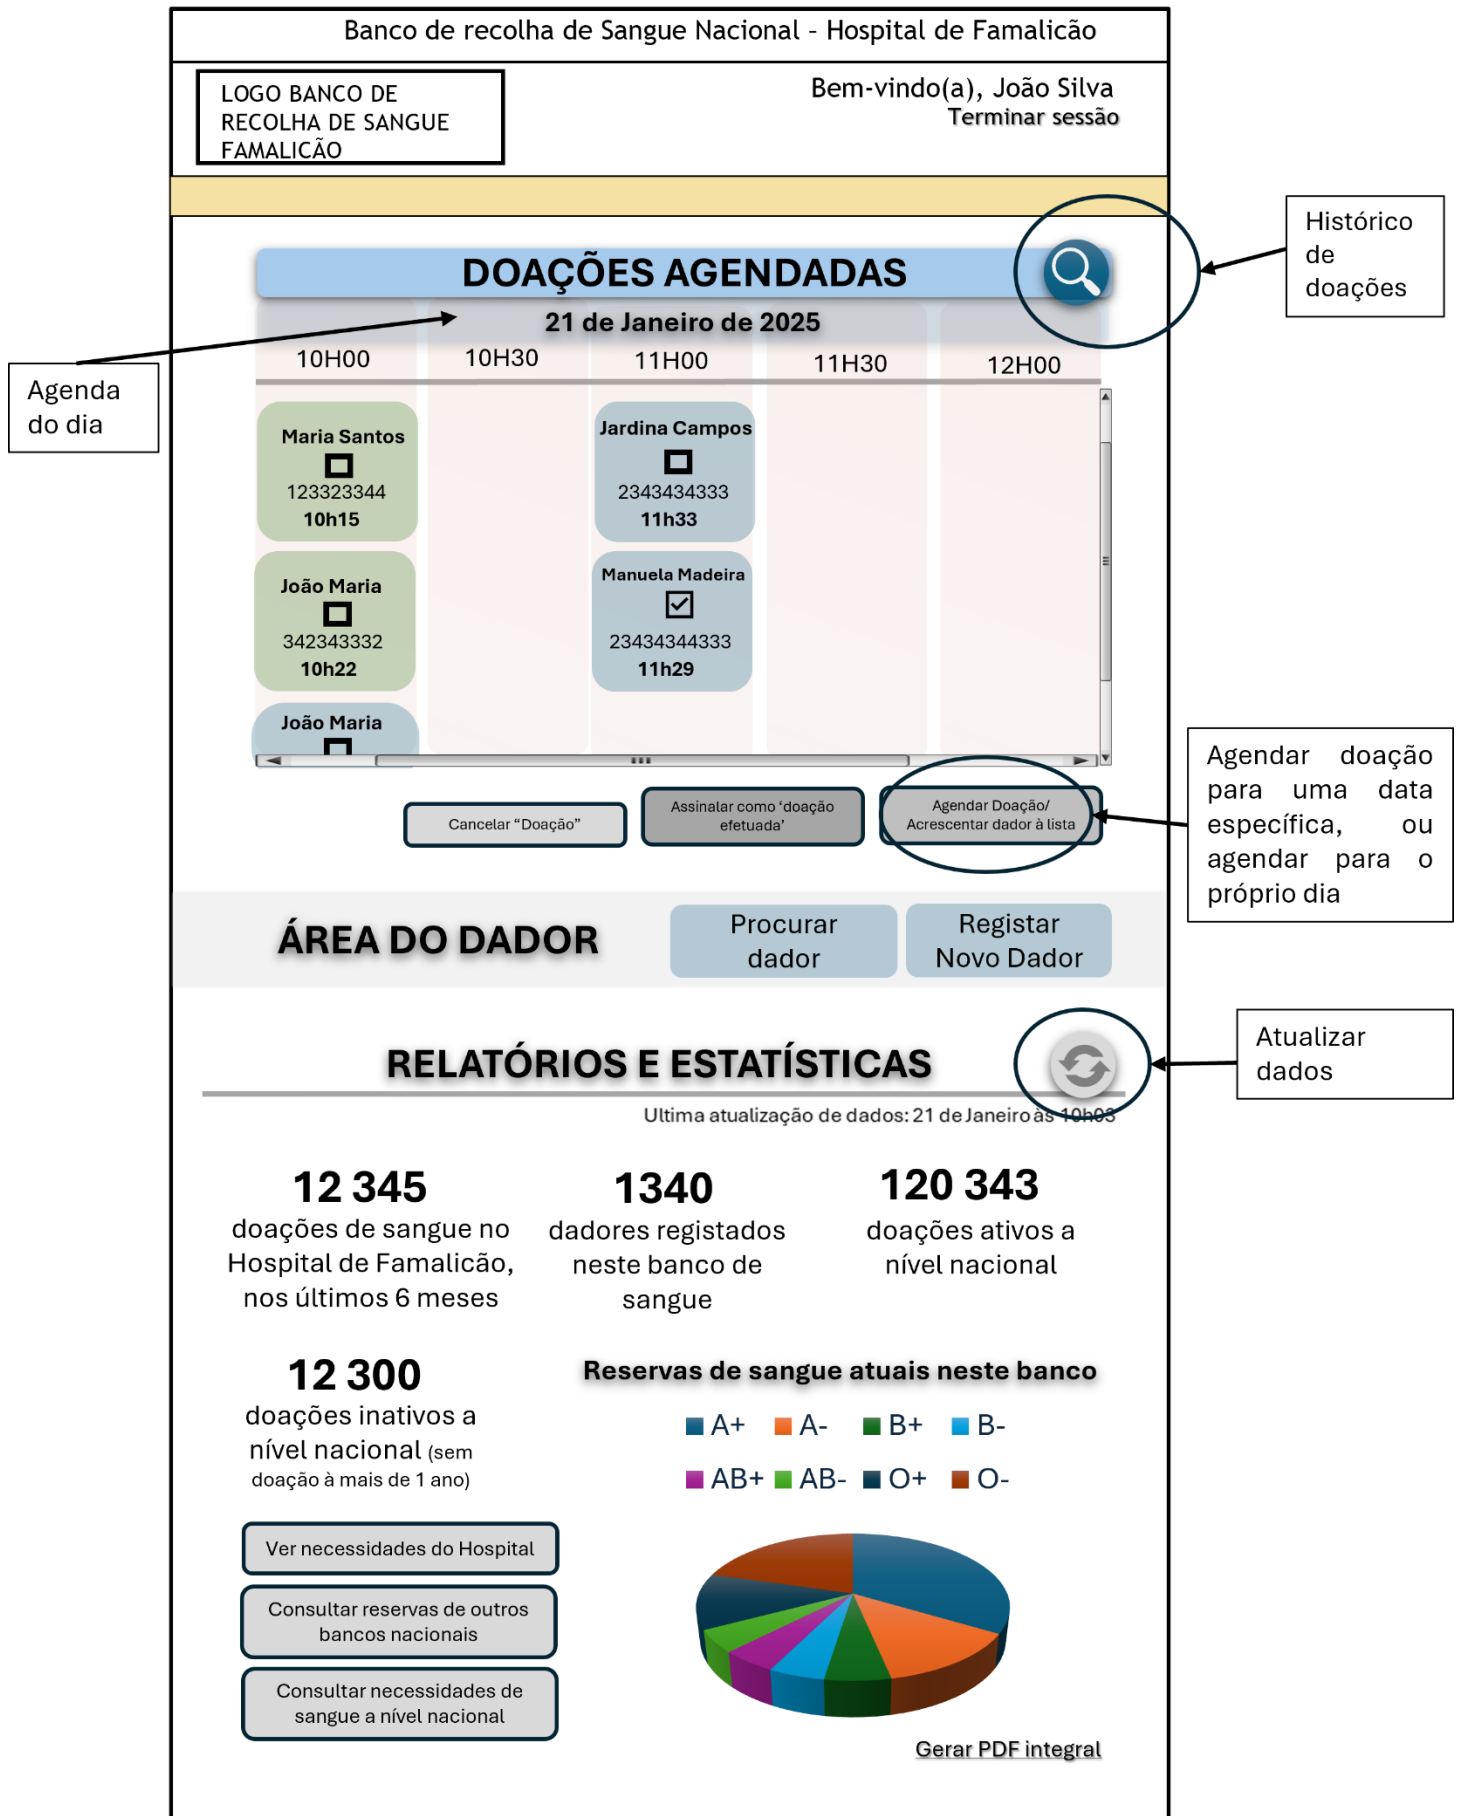 Banco de recolha de Sangue Nacional - Hospital de Famalicão
LOGO BANCO DE
RECOLHA DE SANGUE
FAMALICÃO
Bem-vindo(a), João Silva
Terminar sessão
Histórico
de
doações
DOAÇÕES AGENDADAS
21 de Janeiro de 2025
10H00
10H30
11H00
11H30
12H00
Agenda
do dia
Maria Santos
123323344
10h15
Jardina Campos
2343434333
11h33
João Maria
342343332
10h22
Manuela Madeira
23434344333
11h29
João Maria
Cancelar “Doação”
Assinalar como ‘doação
efetuada’
Agendar Doação/
Acrescentar dador à lista
Agendar doação
para uma data
específica, ou
agendar para o
próprio dia
ÁREA DO DADOR
Procurar
dador
Registar
Novo Dador
RELATÓRIOS E ESTATÍSTICAS
Atualizar
dados
Ultima atualização de dados: 21 de Janeiro às 10h03
12 345
doações de sangue no
Hospital de Famalicão,
nos últimos 6 meses
1340
dadores registados
neste banco de
sangue
120 343
doações ativos a
nível nacional
12 300
doações inativos a
nível nacional (sem
doação à mais de 1 ano)
Reservas de sangue atuais neste banco
A+ A- B+ B-
AB+ AB- O+ O-
Ver necessidades do Hospital
Consultar reservas de outros
bancos nacionais
Consultar necessidades de
sangue a nível nacional
Gerar PDF integral